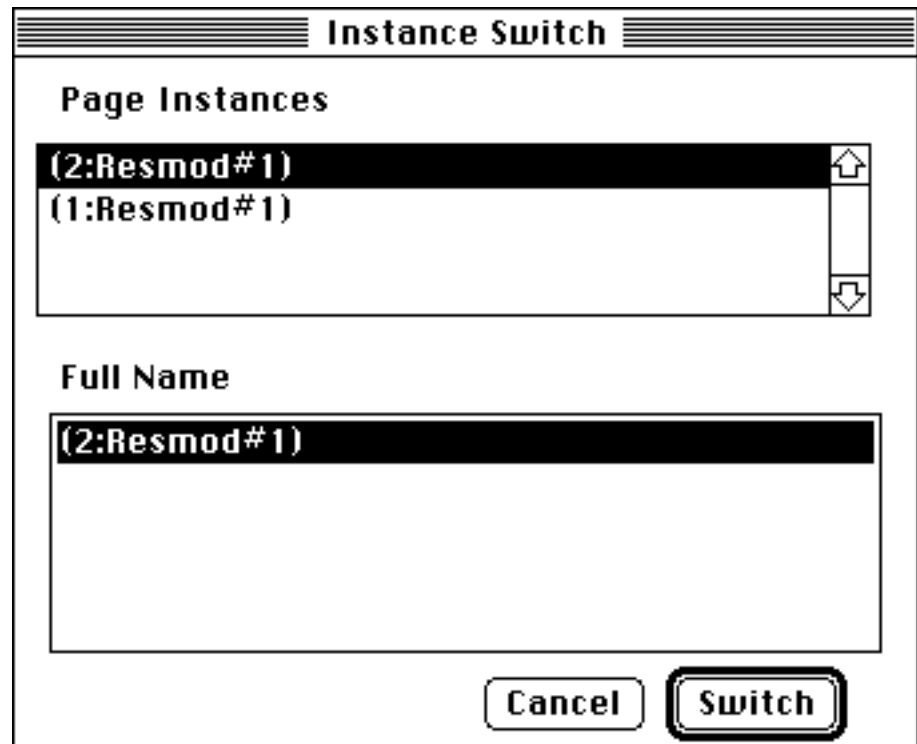 Instance Switch
Page Instances
(2:Resmod#1)
(1:Resmod#1)
Full Name
(2:Resmod#1)
Cancel
Switch